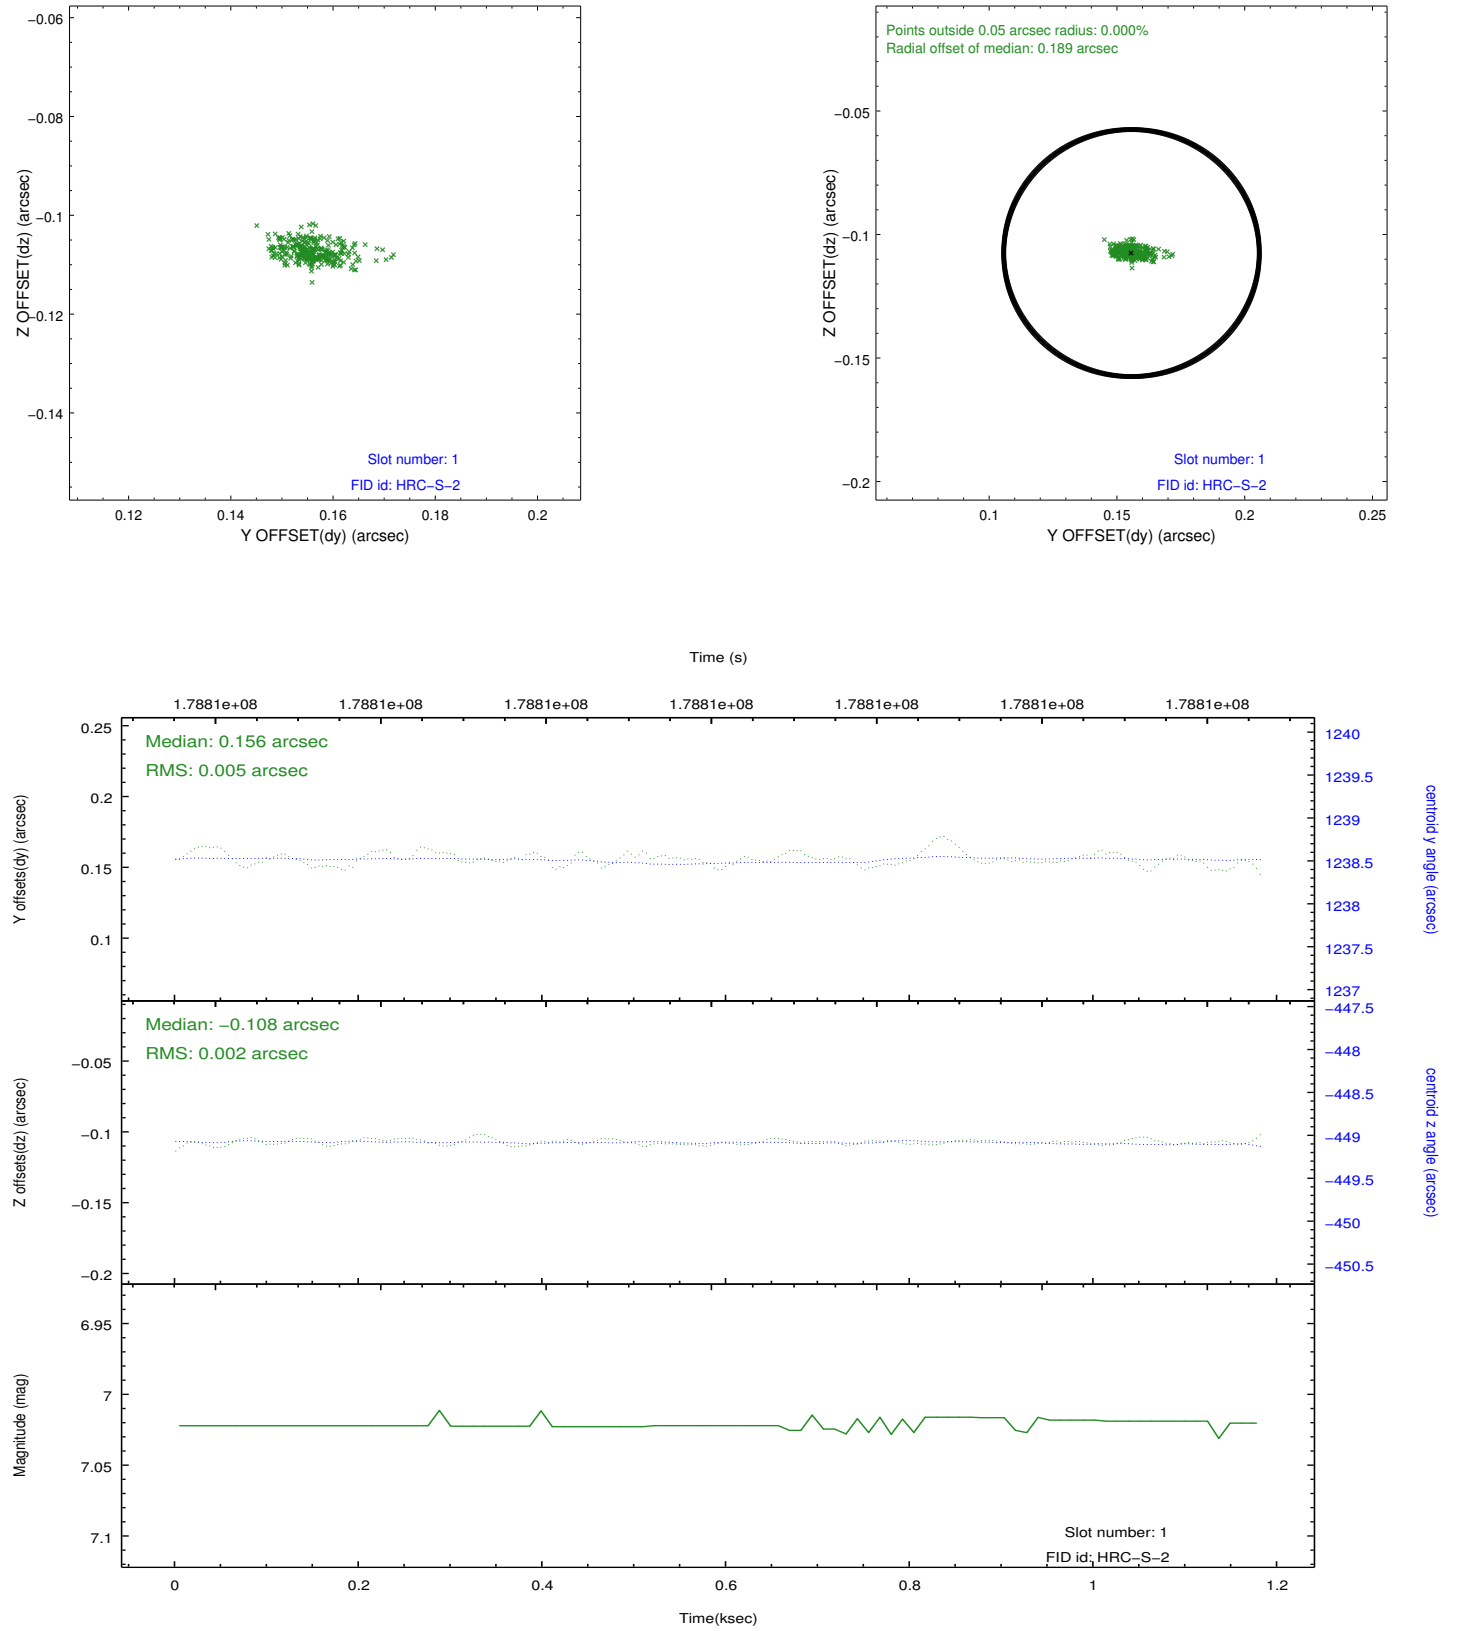 −0.06
−0.08
−0.1
−0.12
−0.14
Z OFFSET(dz) (arcsec)
Slot number: 1
FID id: HRC−S−2
0.12 0.14 0.16 0.18 0.2
Y OFFSET(dy) (arcsec)
Points outside 0.05 arcsec radius: 0.000%
Radial offset of median: 0.189 arcsec
−0.05
−0.1
−0.15
−0.2
Z OFFSET(dz) (arcsec)
Slot number: 1
FID id: HRC−S−2
0.1 0.15 0.2 0.25
Y OFFSET(dy) (arcsec)
Time (s)
1.7881e+08 1.7881e+08 1.7881e+08 1.7881e+08 1.7881e+08 1.7881e+08 1.7881e+08
Median: 0.156 arcsec
RMS: 0.005 arcsec
0.25
0.2
0.15
0.1
Y offsets(dy) (arcsec)
1240
1239.5
1239
1238.5
1238
1237.5
1237
centroid y angle (arcsec)
Median: −0.108 arcsec
RMS: 0.002 arcsec
−0.05
−0.1
−0.15
−0.2
Z offsets(dz) (arcsec)
−447.5
−448
−448.5
−449
−449.5
−450
−450.5
centroid z angle (arcsec)
6.95
7
7.05
7.1
Magnitude (mag)
Slot number: 1
FID id: HRC−S−2
0 0.2 0.4 0.6 0.8 1 1.2
Time(ksec)